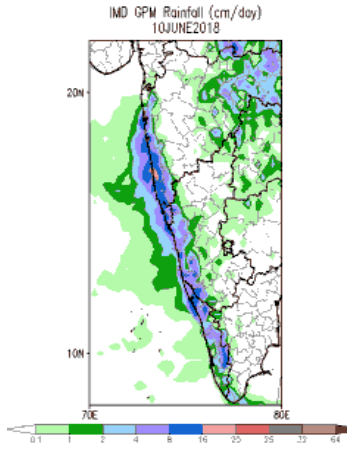 IMD GPM Rainfall (cm/day)
10JUNE2018
20N
10N
70E 80E
0.1 1 2 4 8 16 20 25 32 64